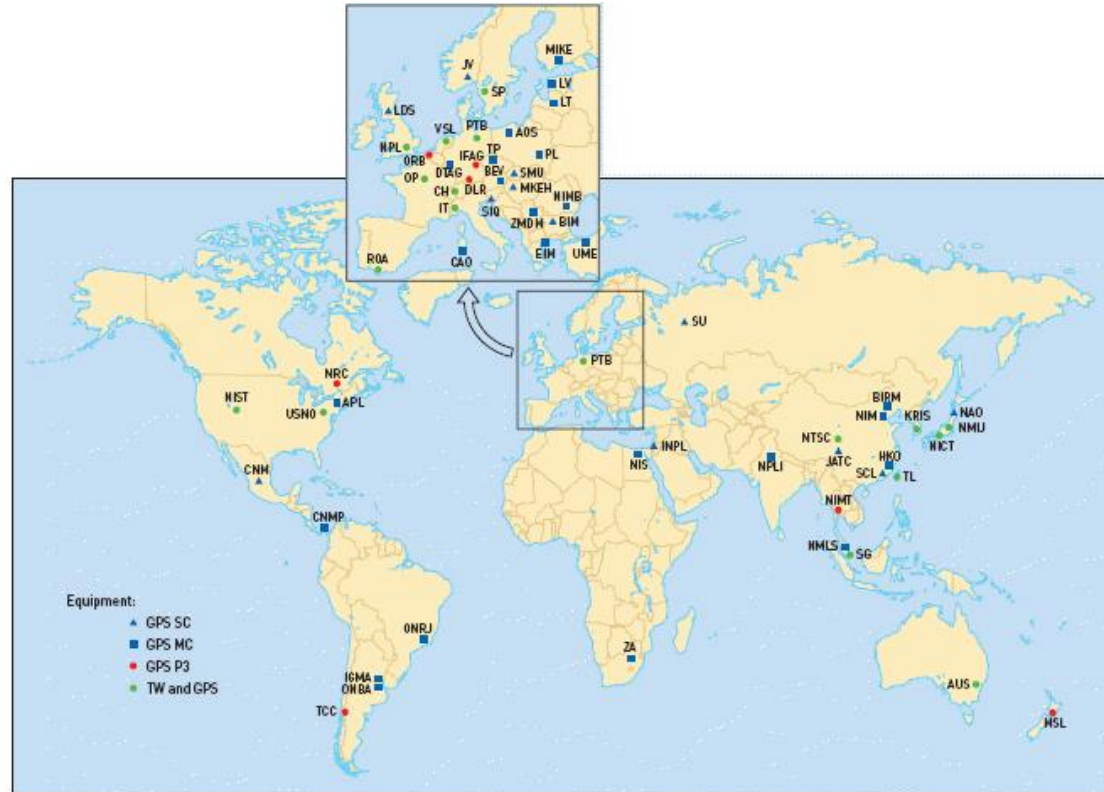 MIKE
JV
LV
SP
LT
LDS
VSL
PTB
AOS
NPL
TP
IFAG
PL
ORB
DTAG
BEV
SMU
OP
MKEH
CH
DLR
NIMB
IT
SIQ
ZMDM
BIM
EIM
UME
ROA
CAO
SU
PTB
NRC
NIST
APL
USNO
BIRM
NIM
KRIS
NAO
NMIJ
NICT
NTSC
INPL
NIS
NPLI
JATC
HKO
SCL
TL
CNM
NIMT
CNMP
NMLS
SG
Equipment:
GPS SC
GPS MC
GPS P3
TW and GPS
ONRJ
ZA
IGMA
ONBA
TCC
AUS
MSL